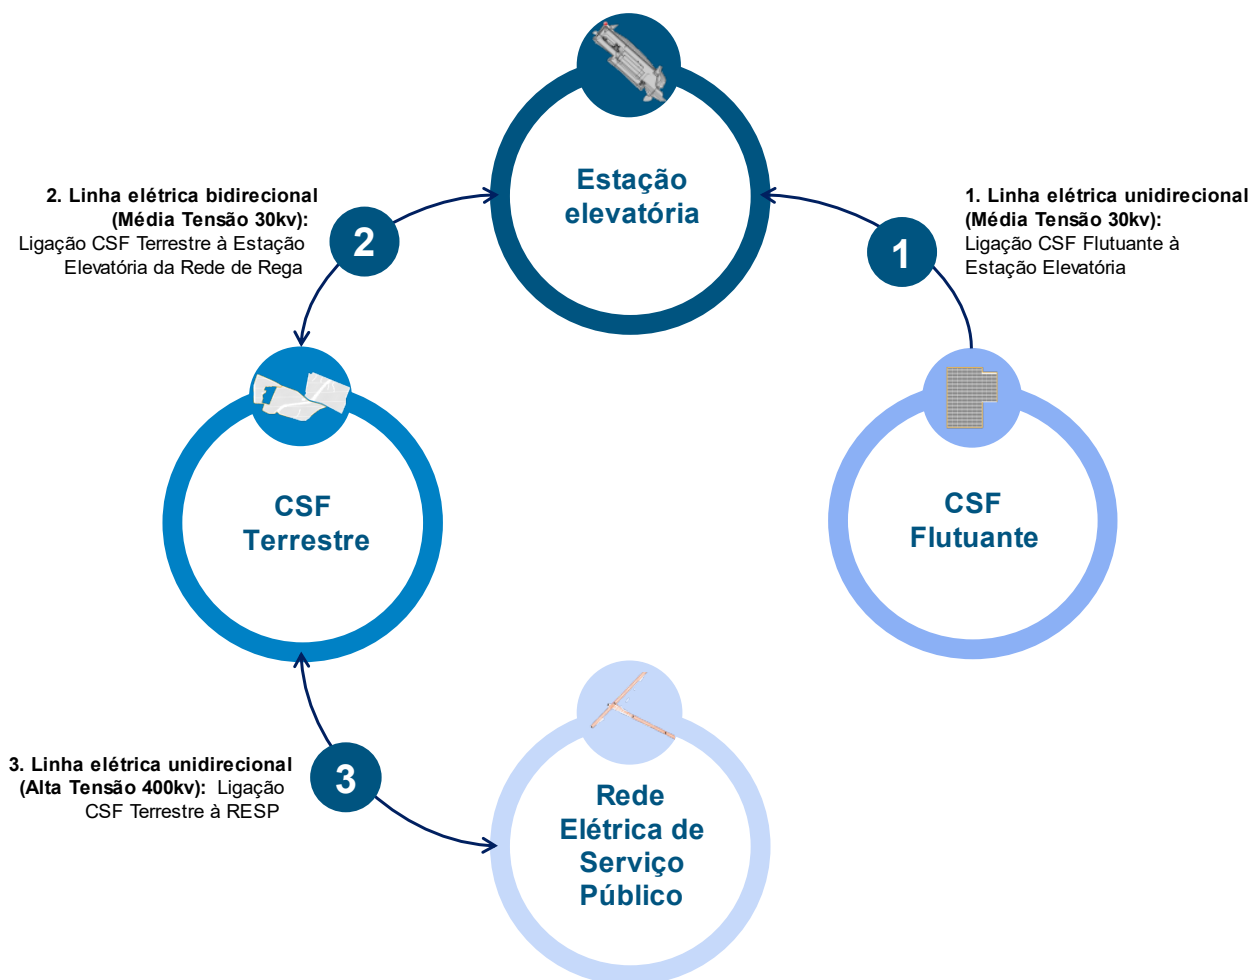 Estação
elevatória
2. Linha elétrica bidirecional
(Média Tensão 30kv):
Ligação CSF Terrestre à Estação
Elevatória da Rede de Rega
2
1. Linha elétrica unidirecional
(Média Tensão 30kv):
Ligação CSF Flutuante à
Estação Elevatória
1
CSF
Terrestre
CSF
Flutuante
3. Linha elétrica unidirecional
(Alta Tensão 400kv): Ligação
CSF Terrestre à RESP
3
Rede
Elétrica de
Serviço
Público